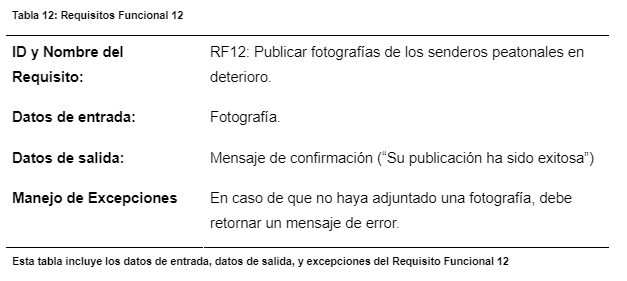 Tabla 12: Requisitos Funcional 12
ID y Nombre del Requisito:
RF12: Publicar fotografías de los senderos peatonales en deterioro.
Datos de entrada:
Fotografía.
Datos de salida:
Mensaje de confirmación (“Su publicación ha sido exitosa”)
Manejo de Excepciones
En caso de que no haya adjuntado una fotografía, debe retornar un mensaje de error.
Esta tabla incluye los datos de entrada, datos de salida, y excepciones del Requisito Funcional 12